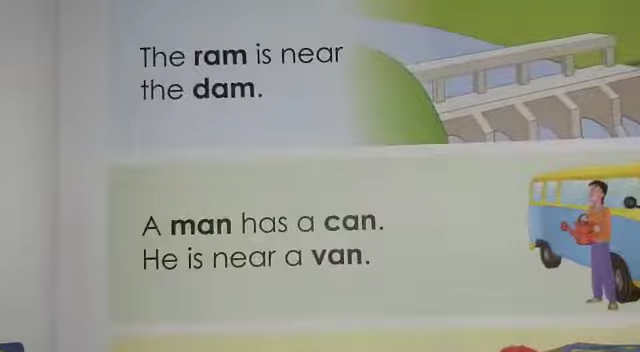 The ram is near
the dam.
A man has a can.
He is near a van.